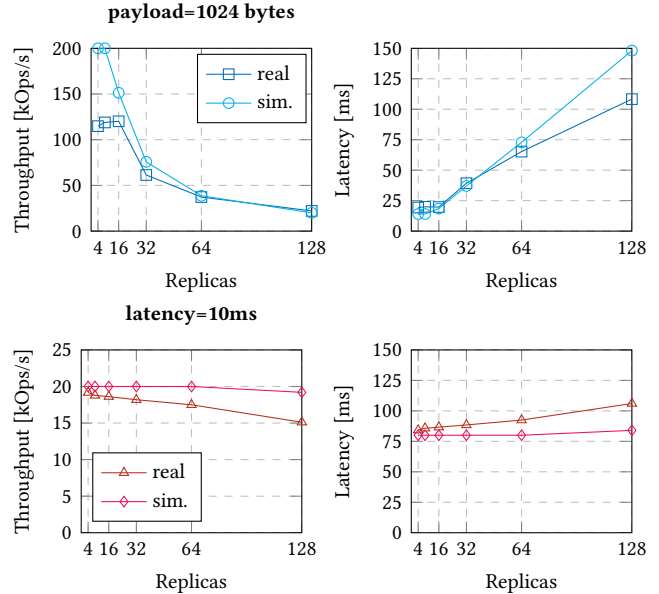 payload=1024 bytes
Throughput [kOps/s]
200
150
100
50
0
real
sim.
4 16 32 64 128
Replicas
Latency [ms]
150
125
100
75
50
25
0
4 16 32 64 128
Replicas
latency=10ms
Throughput [kOps/s]
25
20
15
10
5
0
real
sim.
4 16 32 64 128
Replicas
Latency [ms]
150
125
100
75
50
25
0
4 16 32 64 128
Replicas